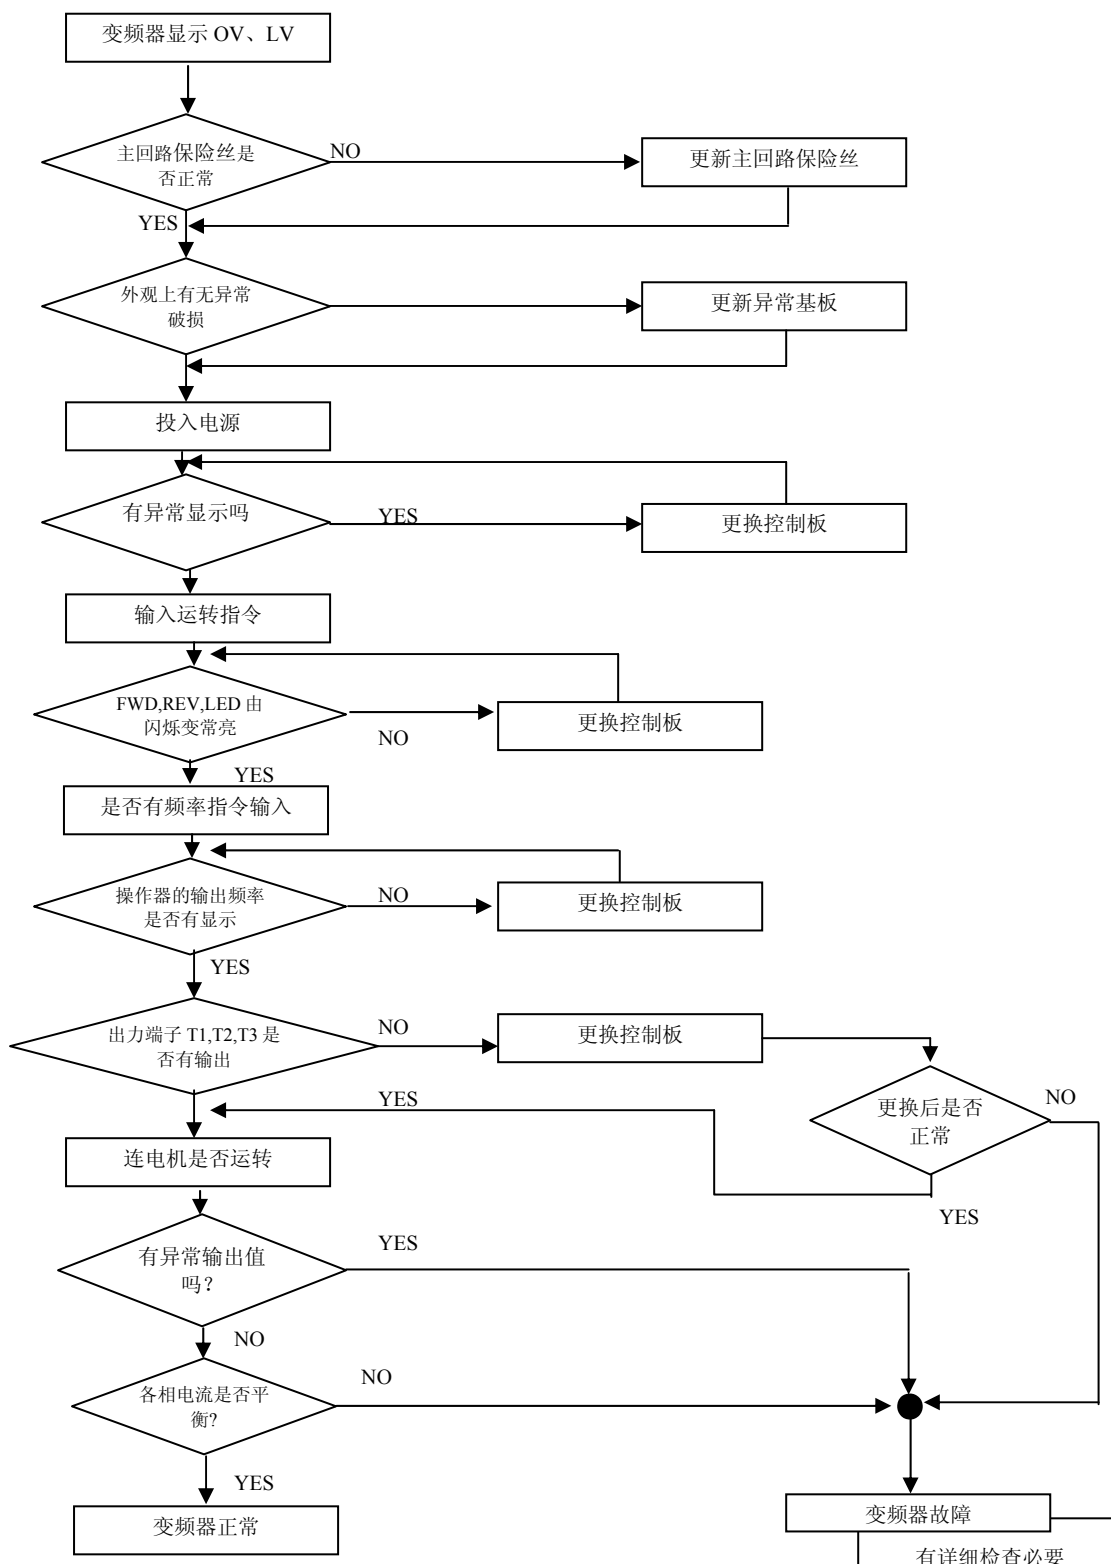 变频器显示 OV、LV
主回路保险丝是
否正常
NO
更新主回路保险丝
YES
外观上有无异常
破损
更新异常基板
投入电源
有异常显示吗
YES
更换控制板
输入运转指令
FWD,REV,LED 由
闪烁变常亮
NO
更换控制板
YES
是否有频率指令输入
操作器的输出频率
是否有显示
NO
更换控制板
YES
出力端子 T1,T2,T3 是
否有输出
NO
更换控制板
更换后是否
正常
NO
YES
YES
连电机是否运转
有异常输出值
吗？
YES
NO
各相电流是否平
衡?
NO
YES
变频器正常
变频器故障
有详细检查必要